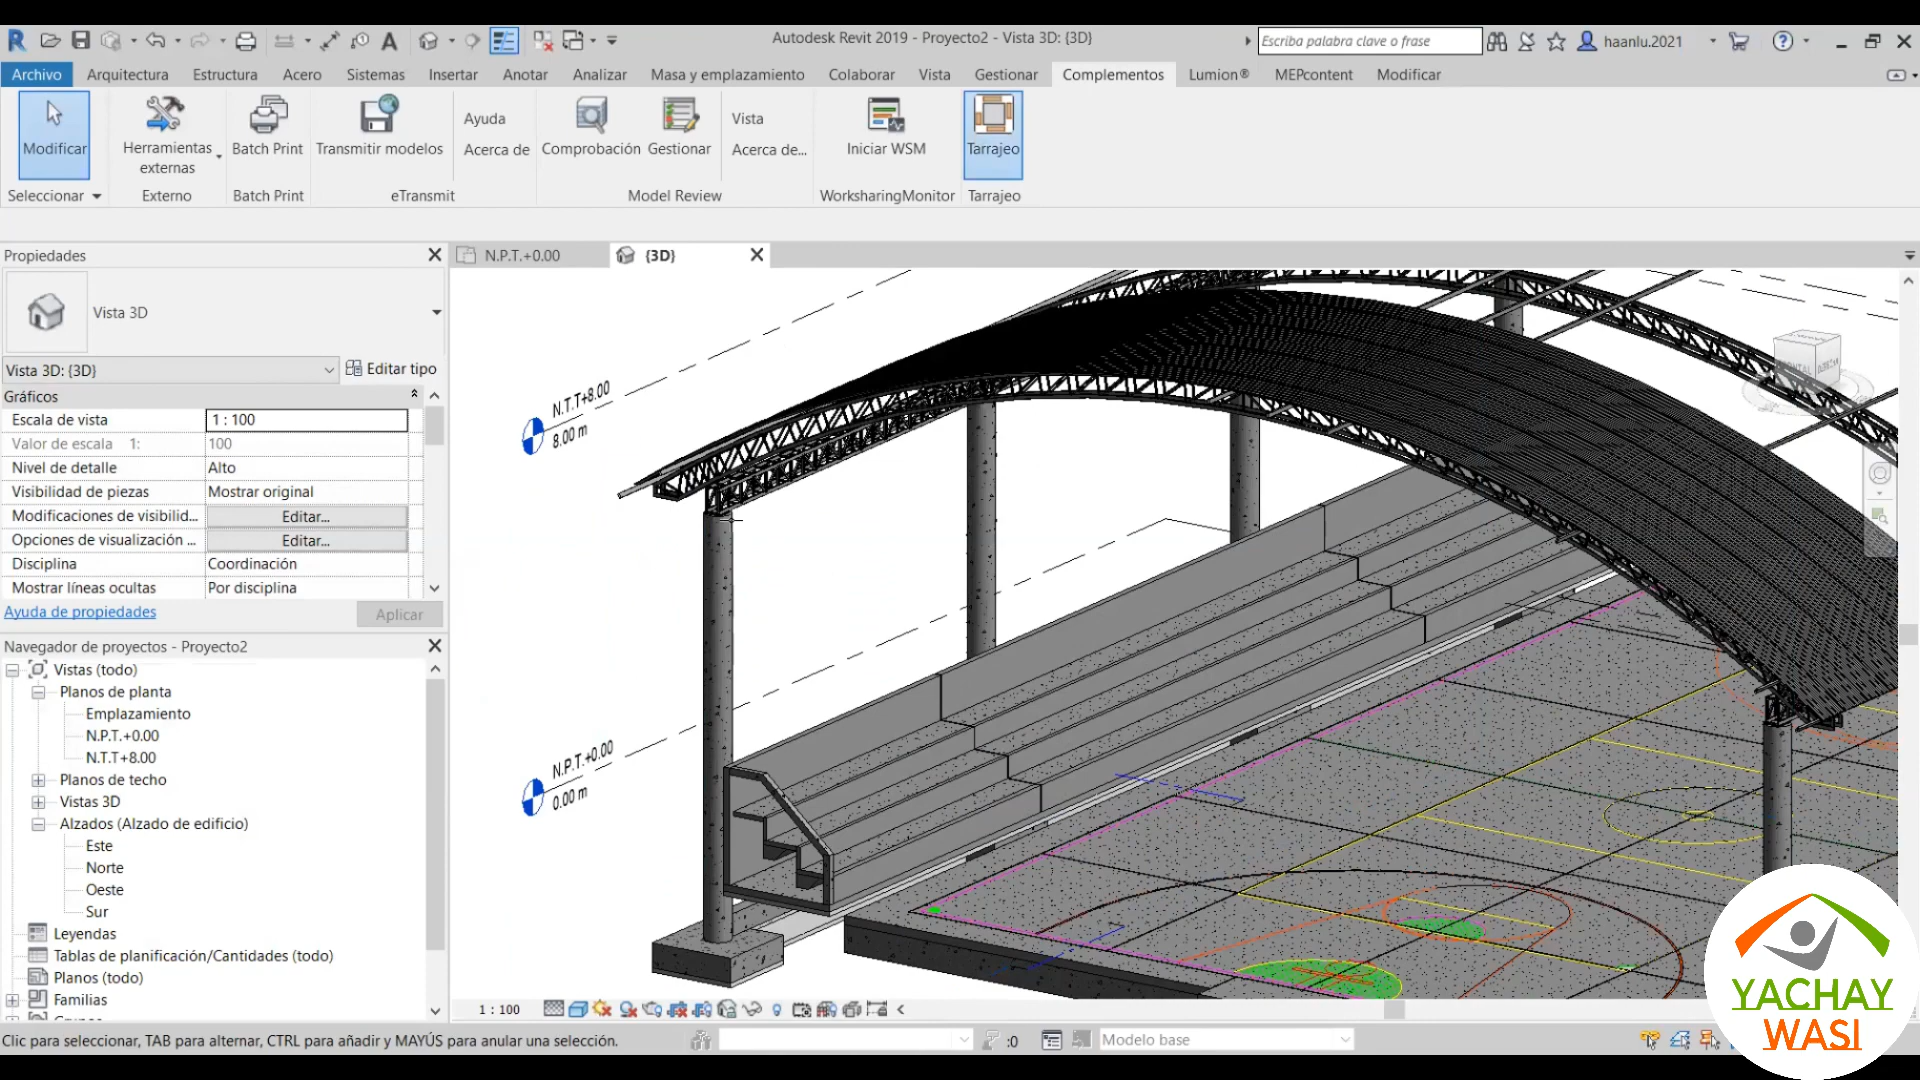 Autodesk Revit 2019 - Proyecto2 - Vista 3D: {3D}
Escriba palabra clave o frase
haanlu.2021
Archivo Arquitectura Estructura Acero Sistemas Insertar Anotar Analizar Masa y emplazamiento Colaborar Vista Gestionar Complementos Lumion® MEPcontent Modificar
Modificar
Herramientas externas
Batch Print
Transmitir modelos
Ayuda
Acerca de
Comprobación
Gestionar
Vista
Acerca de...
Iniciar WSM
Tarrajeo
Seleccionar Externo Batch Print eTransmit Model Review WorksharingMonitor Tarrajeo
Propiedades
N.P.T.+0.00
{3D}
Vista 3D
Vista 3D: {3D}
Editar tipo
Gráficos
Escala de vista 1 : 100
Valor de escala 1: 100
Nivel de detalle Alto
Visibilidad de piezas Mostrar original
Modificaciones de visibilid... Editar...
Opciones de visualización ... Editar...
Disciplina Coordinación
Mostrar líneas ocultas Por disciplina
Ayuda de propiedades
Aplicar
Navegador de proyectos - Proyecto2
Vistas (todo)
Planos de planta
Emplazamiento
N.P.T.+0.00
N.T.T+8.00
Planos de techo
Vistas 3D
Alzados (Alzado de edificio)
Este
Norte
Oeste
Sur
Leyendas
Tablas de planificación/Cantidades (todo)
Planos (todo)
Familias
N.T.T+8.00
8.00 m
N.P.T.+0.00
0.00 m
1 : 100
Clic para seleccionar, TAB para alternar, CTRL para añadir y MAYÚS para anular una selección.
:0
Modelo base
YACHAY
WASI